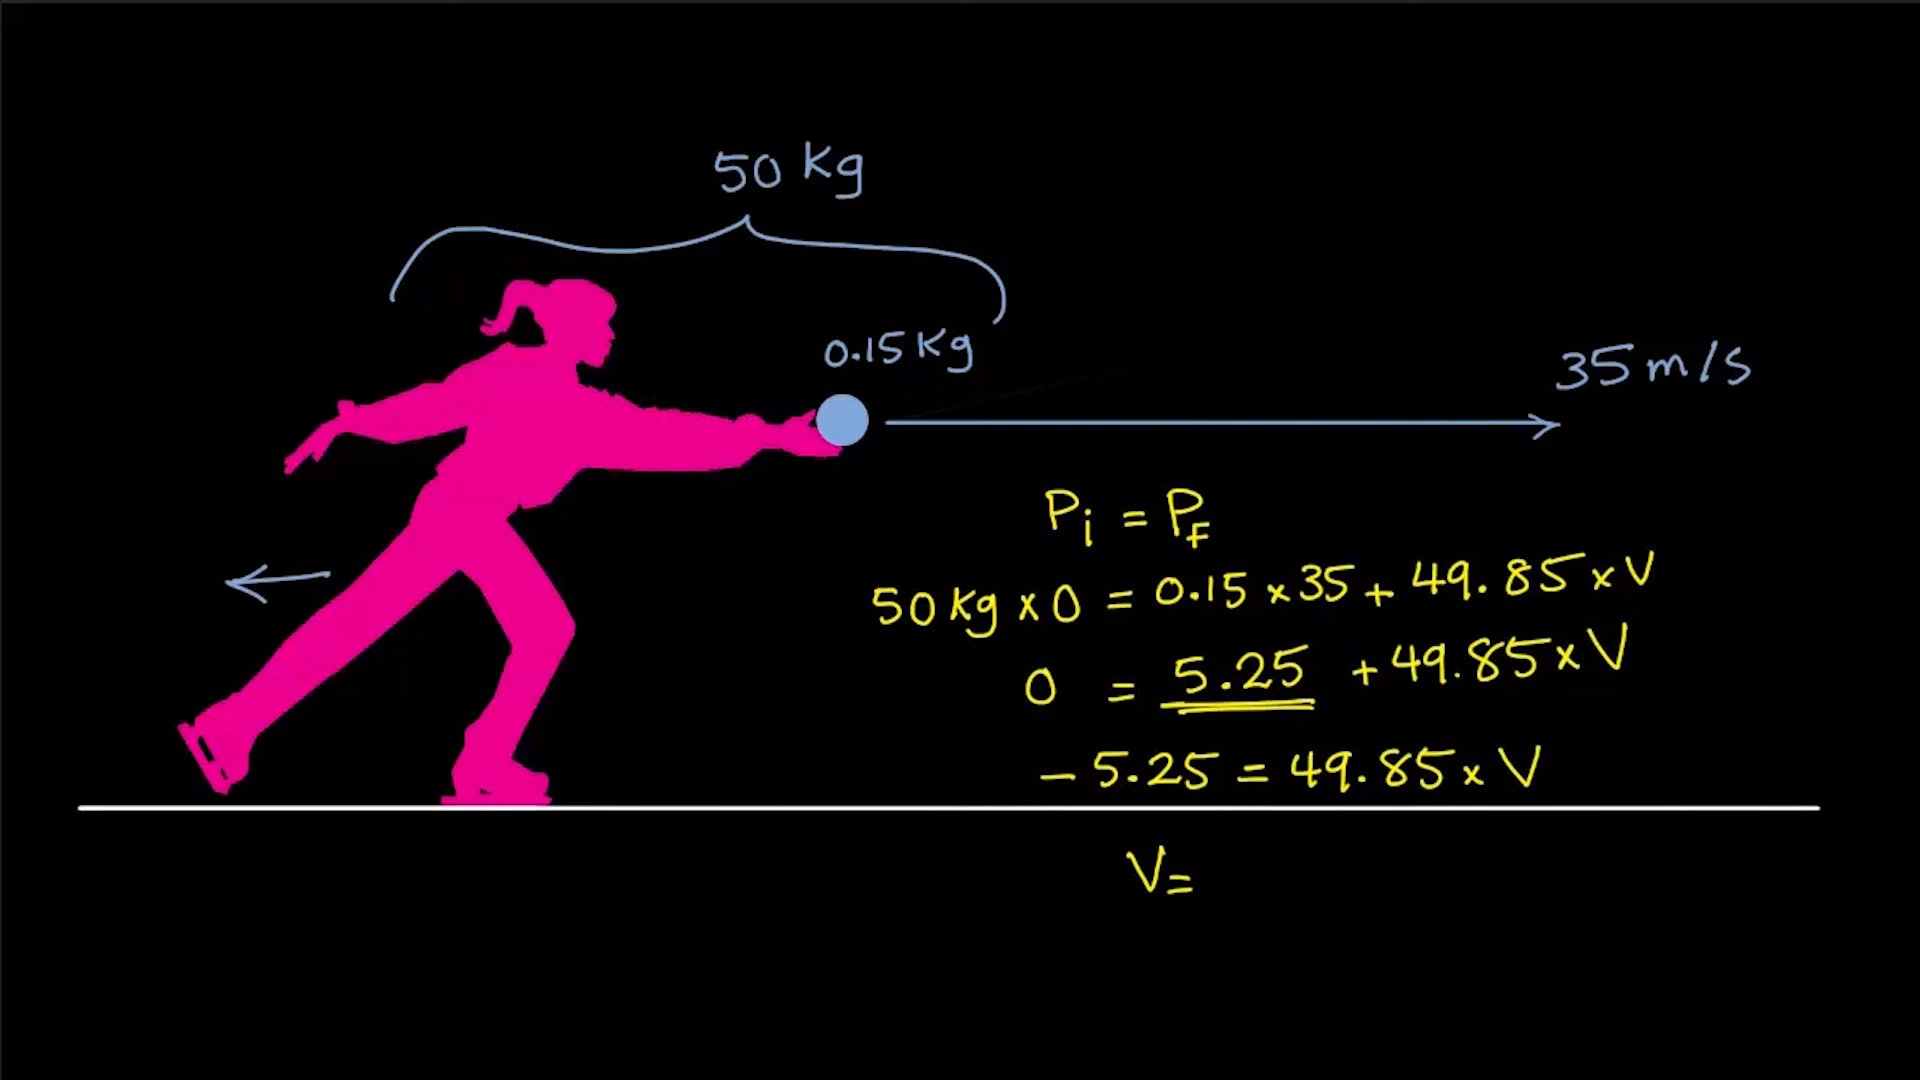 50 Kg
0.15 Kg
35 m/s
Pi = PF
50 Kg x 0 = 0.15 x 35 + 49.85 x V
0 = 5.25 + 49.85 x V
- 5.25 = 49.85 x V
V =